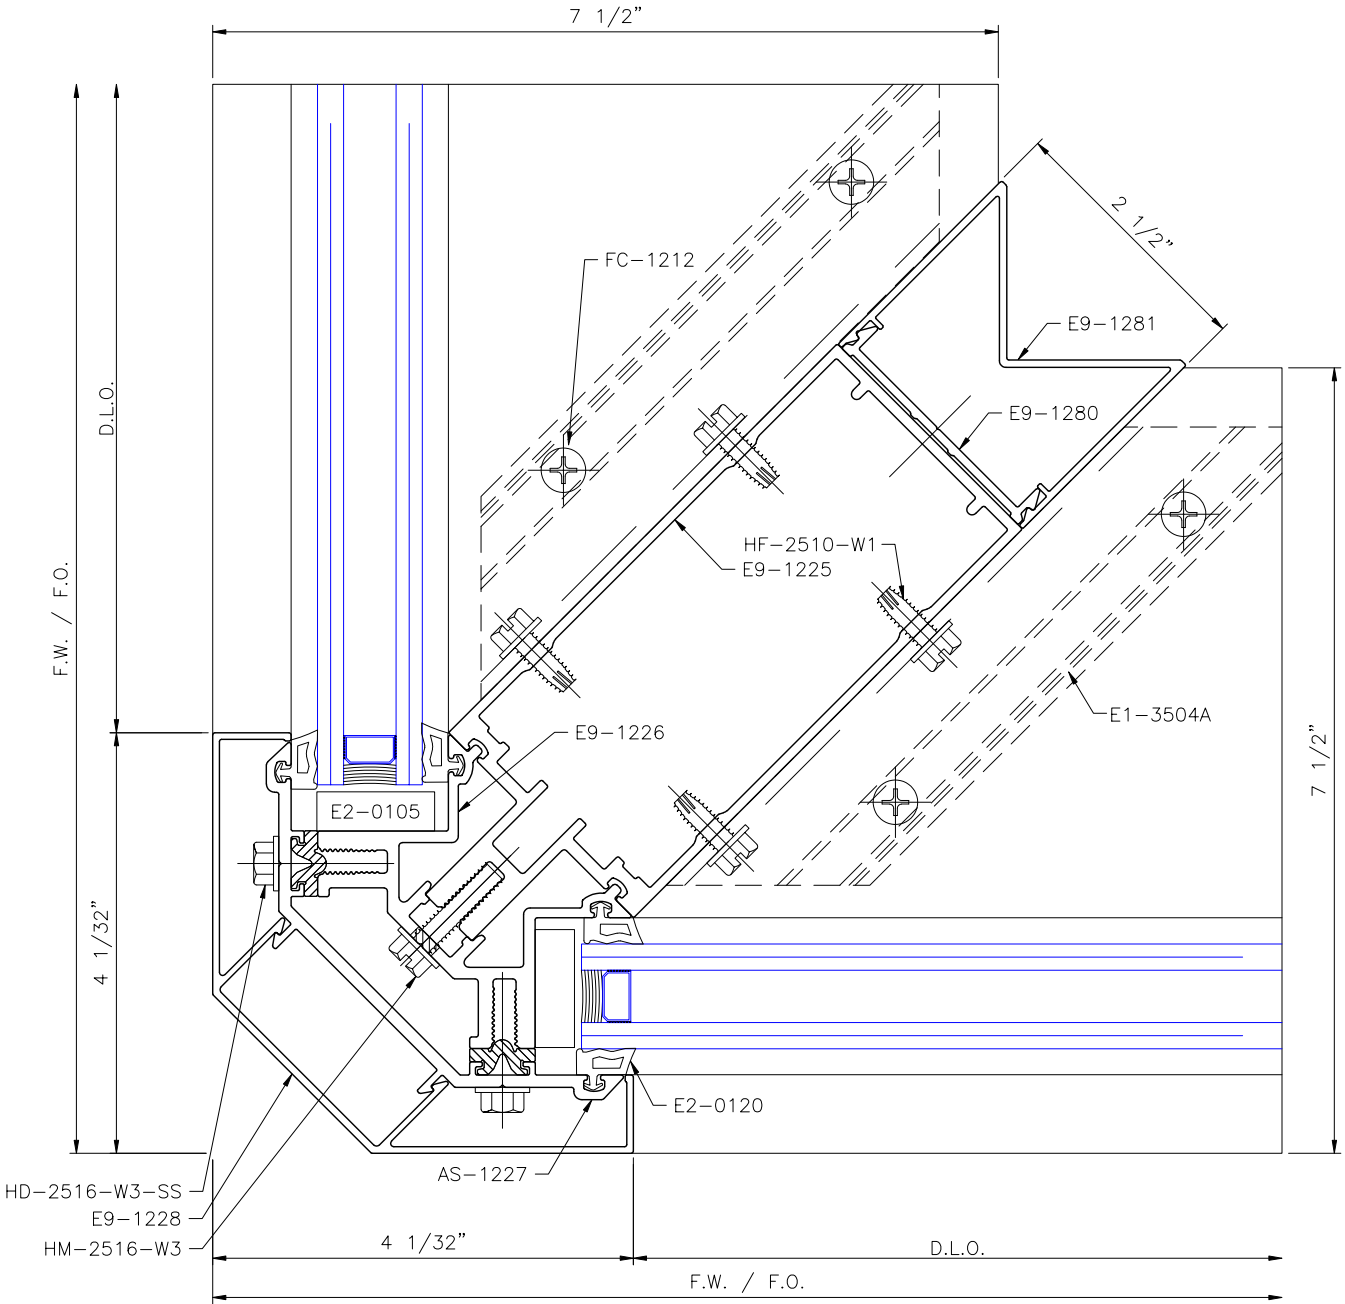 7 1/2"
2 1/2"
FC-1212
E9-1281
D.L.O.
E9-1280
HF-2510-W1
E9-1225
F.W. / F.O.
E1-3504A
E9-1226
7 1/2"
E2-0105
4 1/32"
E2-0120
AS-1227
HD-2516-W3-SS
E9-1228
HM-2516-W3
4 1/32"
D.L.O.
F.W. / F.O.